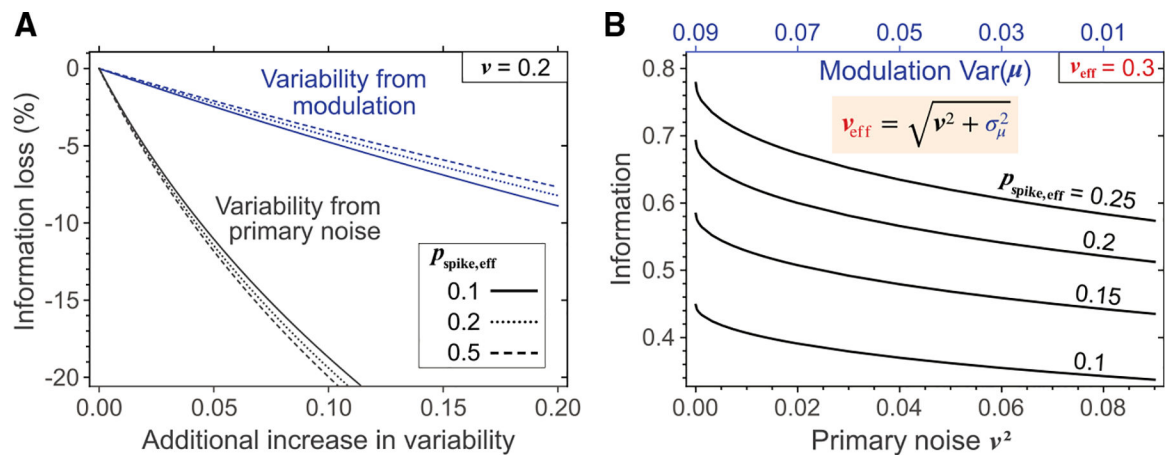 A
ν = 0.2
Variability from
modulation
Variability from
primary noise
p_spike,eff
0.1
0.2
0.5
Information loss (%)
0
-5
-10
-15
-20
0.00 0.05 0.10 0.15 0.20
Additional increase in variability
B
0.09 0.07 0.05 0.03 0.01
Modulation Var(μ)
ν_eff = 0.3
ν_eff = √(ν² + σ_μ²)
p_spike,eff = 0.25
0.2
0.15
0.1
Information
0.8
0.7
0.6
0.5
0.4
0.00 0.02 0.04 0.06 0.08
Primary noise ν²